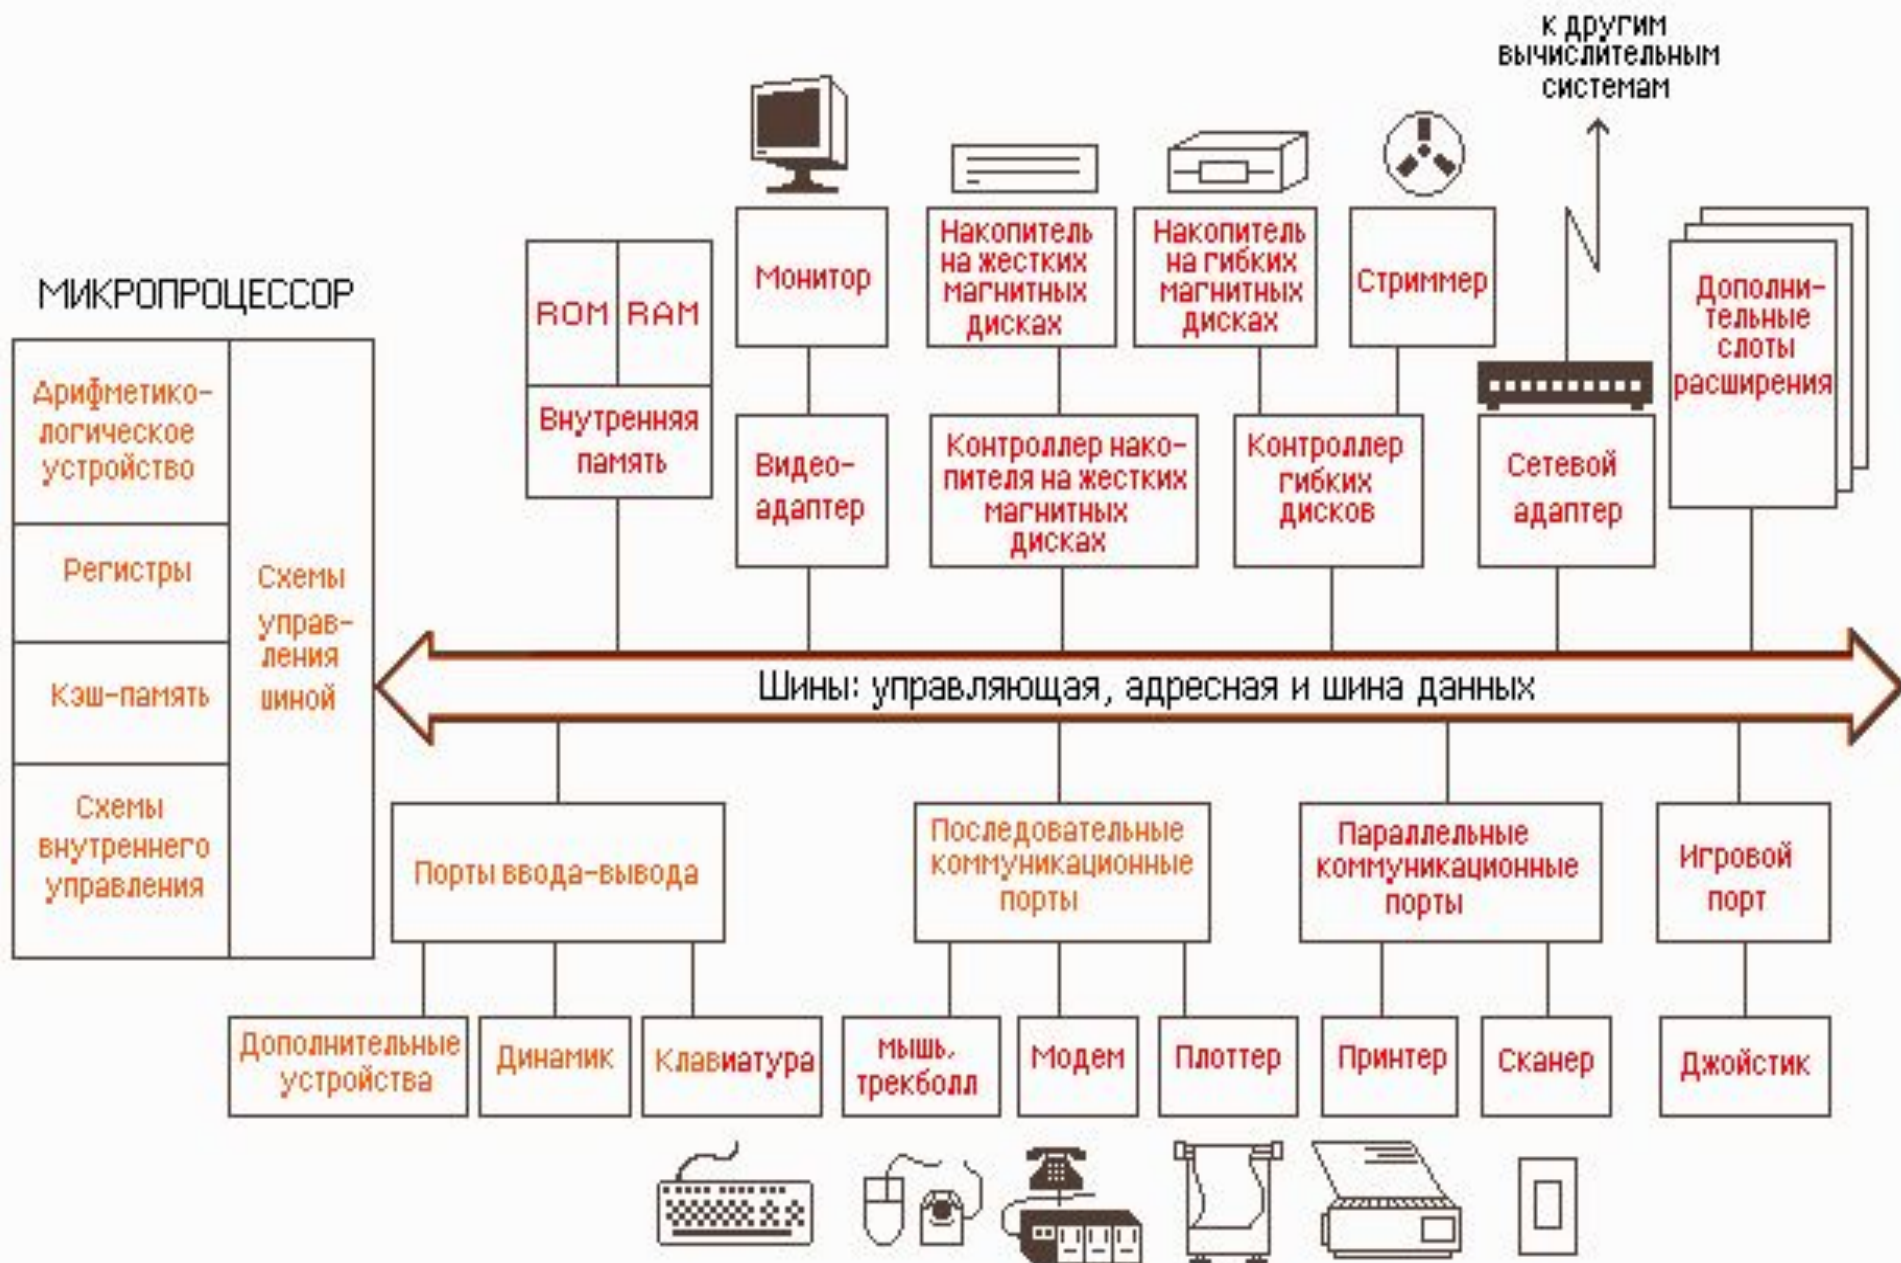 к другим
вычислительным
системам
МИКРОПРОЦЕССОР
Арифметико-
логическое
устройство
Регистры
Кэш-память
Схемы
внутреннего
управления
Схемы
управ-
ления
шиной
ROM RAM
Внутренняя
память
Монитор
Видео-
адаптер
Накопитель
на жестких
магнитных
дисках
Контроллер нако-
пителя на жестких
магнитных
дисках
Накопитель
на гибких
магнитных
дисках
Стриммер
Контроллер
гибких
дисков
Сетевой
адаптер
Дополни-
тельные
слоты
расширения
Шины: управляющая, адресная и шина данных
Порты ввода-вывода
Последовательные
коммуникационные
порты
Параллельные
коммуникационные
порты
Игровой
порт
Дополнительные
устройства
Динамик
Клавиатура
мышь,
трекболл
Модем
Плоттер
Принтер
Сканер
Джойстик